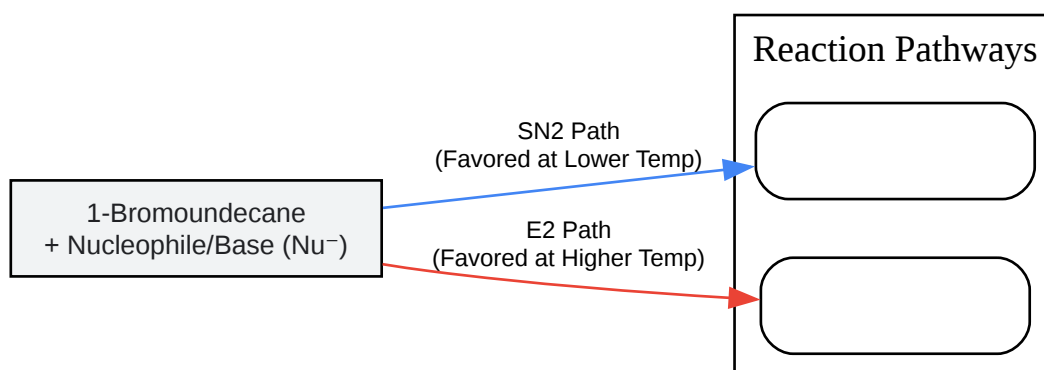 Reaction Pathways
SN2 Path
(Favored at Lower Temp)
1-Bromoundecane
+ Nucleophile/Base (Nu⁻)
E2 Path
(Favored at Higher Temp)